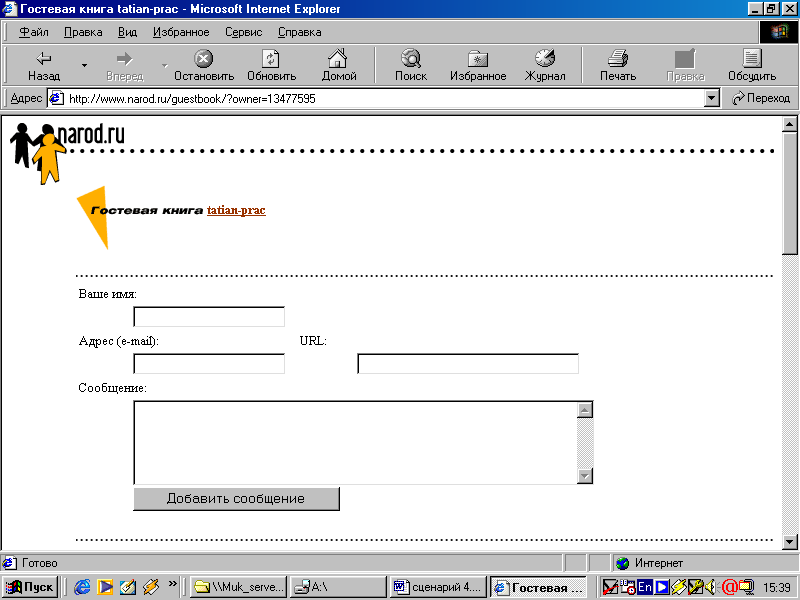 Гостевая книга tatian-prac - Microsoft Internet Explorer
Файл Правка Вид Избранное Сервис Справка
Назад Вперед Остановить Обновить Домой Поиск Избранное Журнал Печать Правка Обсудить
Адрес http://www.narod.ru/guestbook/?owner=13477595 Переход
narod.ru
Гостевая книга tatian-prac
Ваше имя:
Адрес (e-mail): URL:
Сообщение:
Добавить сообщение
Готово Интернет
Пуск » \\Muk_serve... A:\ сценарий 4.... Гостевая ... En 15:39